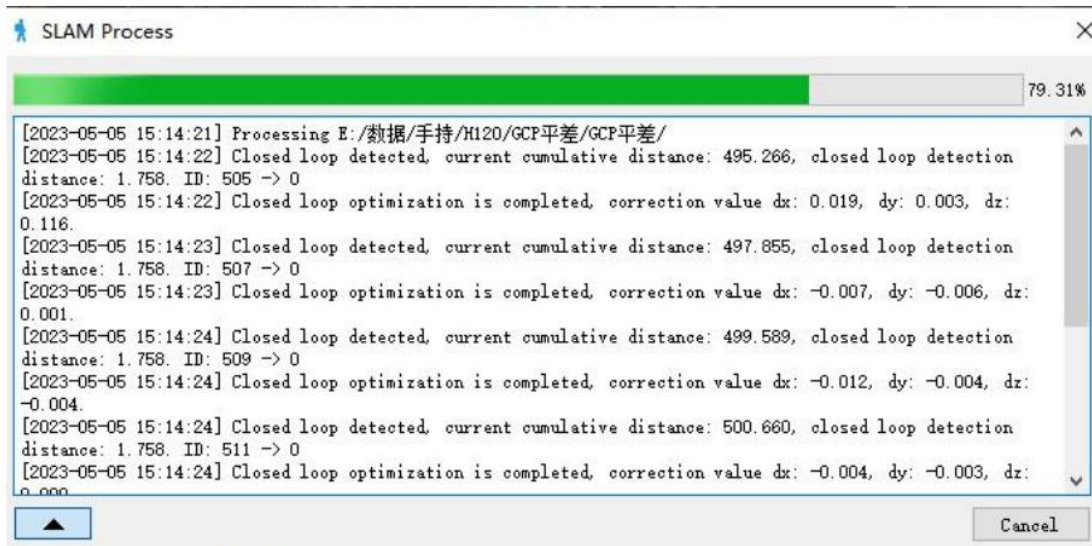 SLAM Process
79.31%
[2023-05-05 15:14:21] Processing E:/数据/手持/H120/GCP平差/GCP平差/
[2023-05-05 15:14:22] Closed loop detected, current cumulative distance: 495.266, closed loop detection
distance: 1.758. ID: 505 -> 0
[2023-05-05 15:14:22] Closed loop optimization is completed, correction value dx: 0.019, dy: 0.003, dz:
0.116.
[2023-05-05 15:14:23] Closed loop detected, current cumulative distance: 497.855, closed loop detection
distance: 1.758. ID: 507 -> 0
[2023-05-05 15:14:23] Closed loop optimization is completed, correction value dx: -0.007, dy: -0.006, dz:
0.001.
[2023-05-05 15:14:24] Closed loop detected, current cumulative distance: 499.589, closed loop detection
distance: 1.758. ID: 509 -> 0
[2023-05-05 15:14:24] Closed loop optimization is completed, correction value dx: -0.012, dy: -0.004, dz:
-0.004.
[2023-05-05 15:14:24] Closed loop detected, current cumulative distance: 500.660, closed loop detection
distance: 1.758. ID: 511 -> 0
[2023-05-05 15:14:24] Closed loop optimization is completed, correction value dx: -0.004, dy: -0.003, dz:
Cancel